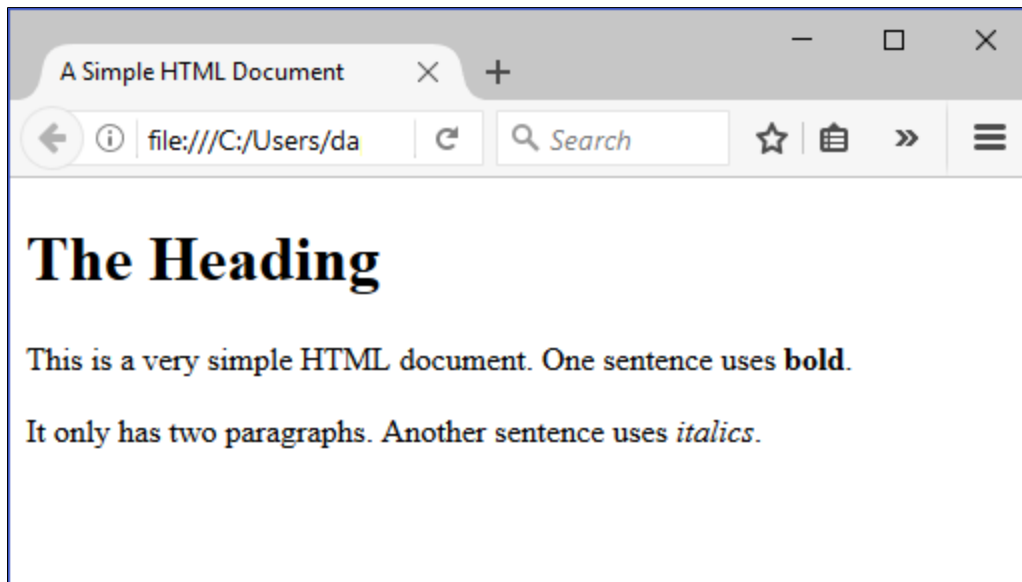 A Simple HTML Document
file:///C:/Users/da
Search
The Heading
This is a very simple HTML document. One sentence uses bold.
It only has two paragraphs. Another sentence uses italics.